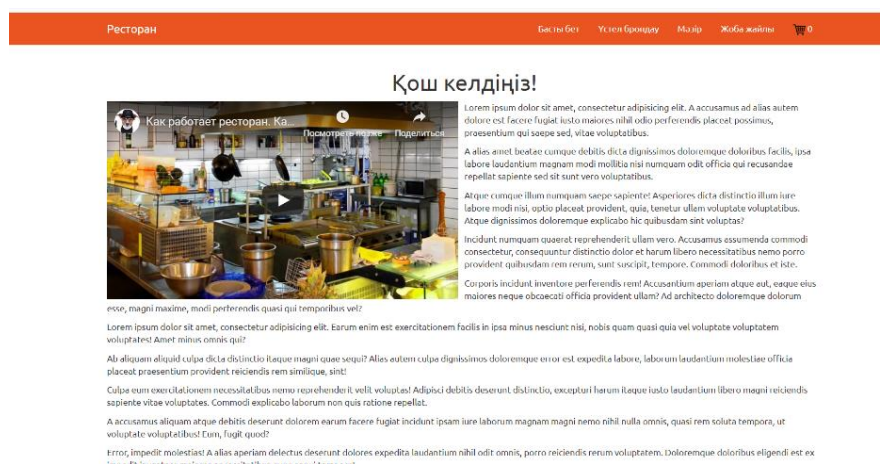 Ресторан
Басты бет Үстел брондау Мәзір Жоба жайлы 0
Қош келдіңіз!
Как работает ресторан. Ка...
Посмотреть позже Поделиться
Lorem ipsum dolor sit amet, consectetur adipisicing elit. A accusamus ad alias autem
dolore est facere fugiat iusto maiores nihil odio perferendis placeat possimus,
praesentium qui saepe sed, vitae voluptatibus.
A alias amet beatae cumque debitis dicta dignissimos doloremque doloribus facilis, ipsa
labore laudantium magnam modi mollitia nisi numquam odit officia qui recusandae
repellat sapiente sed sit sunt vero voluptatibus.
Atque cumque illum numquam saepe sapiente! Asperiores dicta distinctio illum iure
labore modi nisi, optio placeat provident, quia, tenetur ullam voluptate voluptatibus.
Atque dignissimos doloremque explicabo hic quibusdam sint voluptas?
Incidunt numquam quaerat reprehenderit ullam vero. Accusamus assumenda commodi
consectetur, consequuntur distinctio dolor et harum libero necessitatibus nemo porro
provident quibusdam rem rerum, sunt suscipit, tempore. Commodi doloribus et iste.
Corporis incidunt inventore perferendis rem! Accusantium aperiam atque aut, eaque eius
maiores neque obcaecati officia provident ullam? Ad architecto doloremque dolorum
esse, magni maxime, modi perferendis quasi qui temporibus vel?
Lorem ipsum dolor sit amet, consectetur adipisicing elit. Earum enim est exercitationem facilis in ipsa minus nesciunt nisi, nobis quam quasi quia vel voluptate voluptatem
voluptates! Amet minus omnis qui?
Ab aliquam aliquid culpa dicta distinctio itaque magni quae sequi? Alias autem culpa dignissimos doloremque error est expedita labore, laborum laudantium molestiae officia
placeat praesentium provident reiciendis rem similique, sint!
Culpa eum exercitationem necessitatibus nemo reprehenderit velit voluptas! Adipisci debitis deserunt distinctio, excepturi harum itaque iusto laudantium libero magni reiciendis
sapiente vitae voluptates. Commodi explicabo laborum non quis ratione repellat.
A accusamus aliquam atque debitis deserunt dolorem earum facere fugiat incidunt ipsam iure laborum magnam magni nemo nihil nulla omnis, quasi rem soluta tempora, ut
voluptate voluptatibus! Eum, fugit quod?
Error, impedit molestias! A alias aperiam delectus deserunt dolores expedita laudantium nihil odit omnis, porro reiciendis rerum voluptatem. Doloremque doloribus eligendi est ex